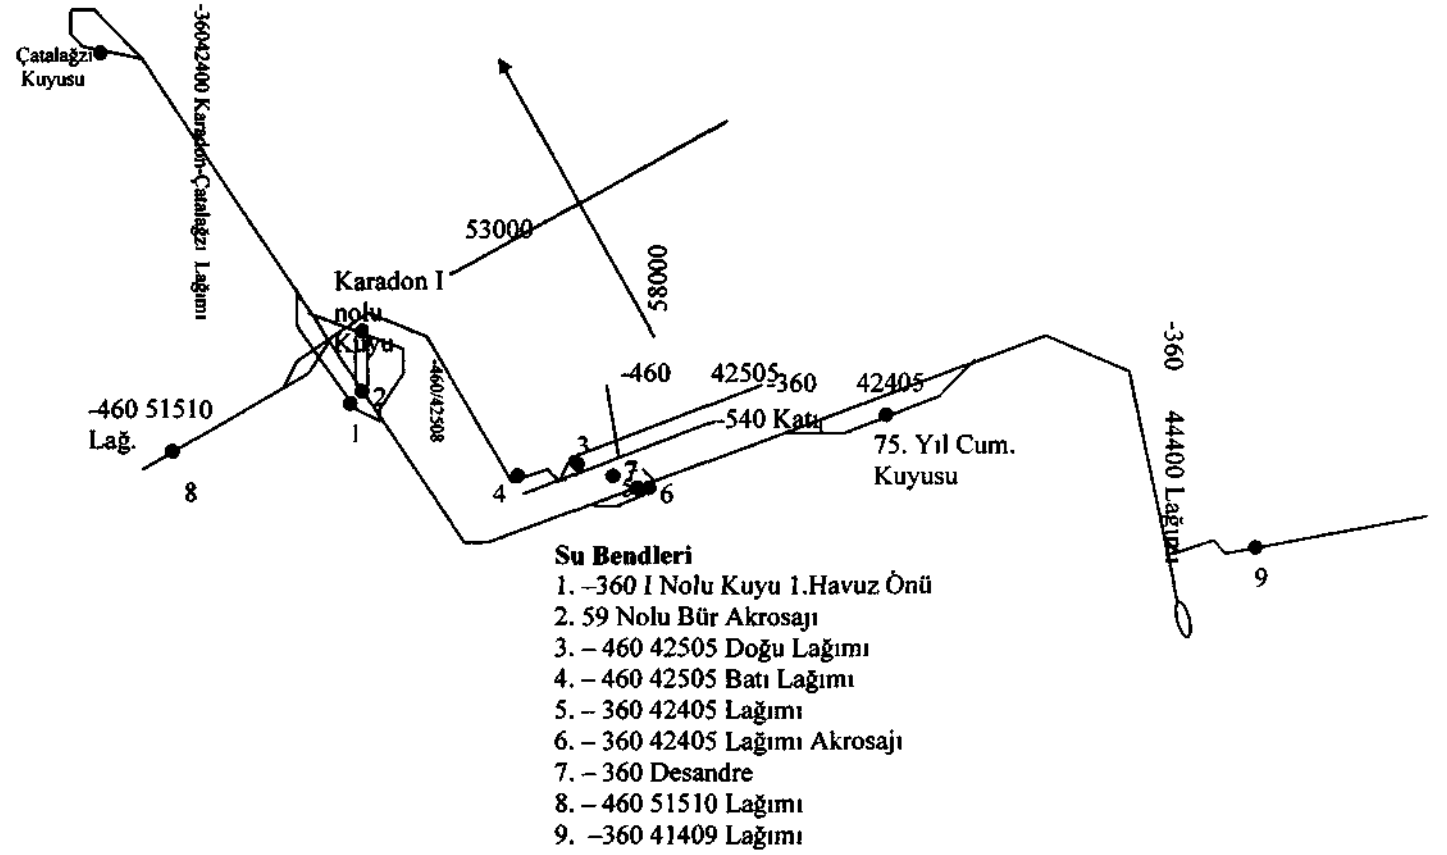 Çatalağzi
Kuyusu
-36042400 Karadon-Çatalağzı Lağımı
53000
58000
Karadon I
nolu
Kuyu
-460/42508
-460 51510
Lağ.
8
1
2
-460
42505
-360
42405
-540 Katı
75. Yıl Cum.
Kuyusu
3
4
7
5
6
-360 44400 Lağımı
9
Su Bendleri
1. –360 I Nolu Kuyu 1.Havuz Önü
2. 59 Nolu Bür Akrosajı
3. – 460 42505 Doğu Lağımı
4. – 460 42505 Batı Lağımı
5. – 360 42405 Lağımı
6. – 360 42405 Lağımı Akrosajı
7. – 360 Desandre
8. – 460 51510 Lağımı
9. –360 41409 Lağımı